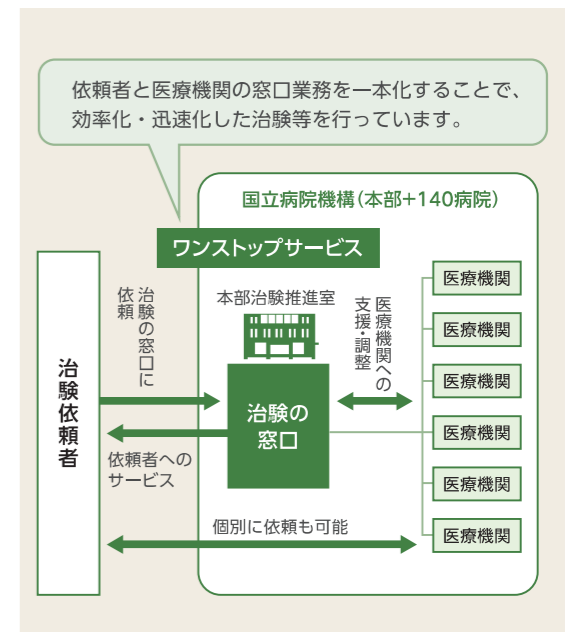 依頼者と医療機関の窓口業務を一本化することで、
効率化・迅速化した治験等を行っています。
国立病院機構(本部+140病院)
ワンストップサービス
治験依頼者
治験の窓口に
依頼
依頼者への
サービス
本部治験推進室
治験の
窓口
医療機関への
支援・調整
個別に依頼も可能
医療機関
医療機関
医療機関
医療機関
医療機関
医療機関